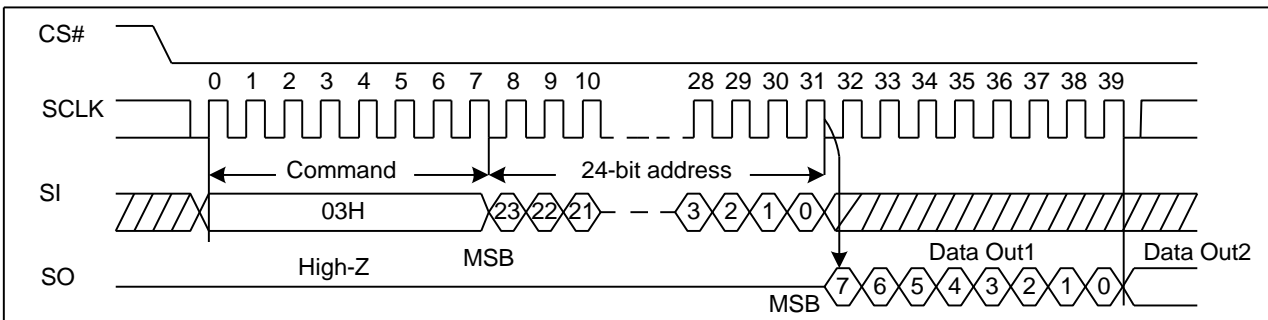 CS#
0 1 2 3 4 5 6 7 8 9 10 28 29 30 31 32 33 34 35 36 37 38 39
SCLK
Command 24-bit address
SI
03H 23 22 21 3 2 1 0
High-Z MSB Data Out1 Data Out2
SO
MSB 7 6 5 4 3 2 1 0